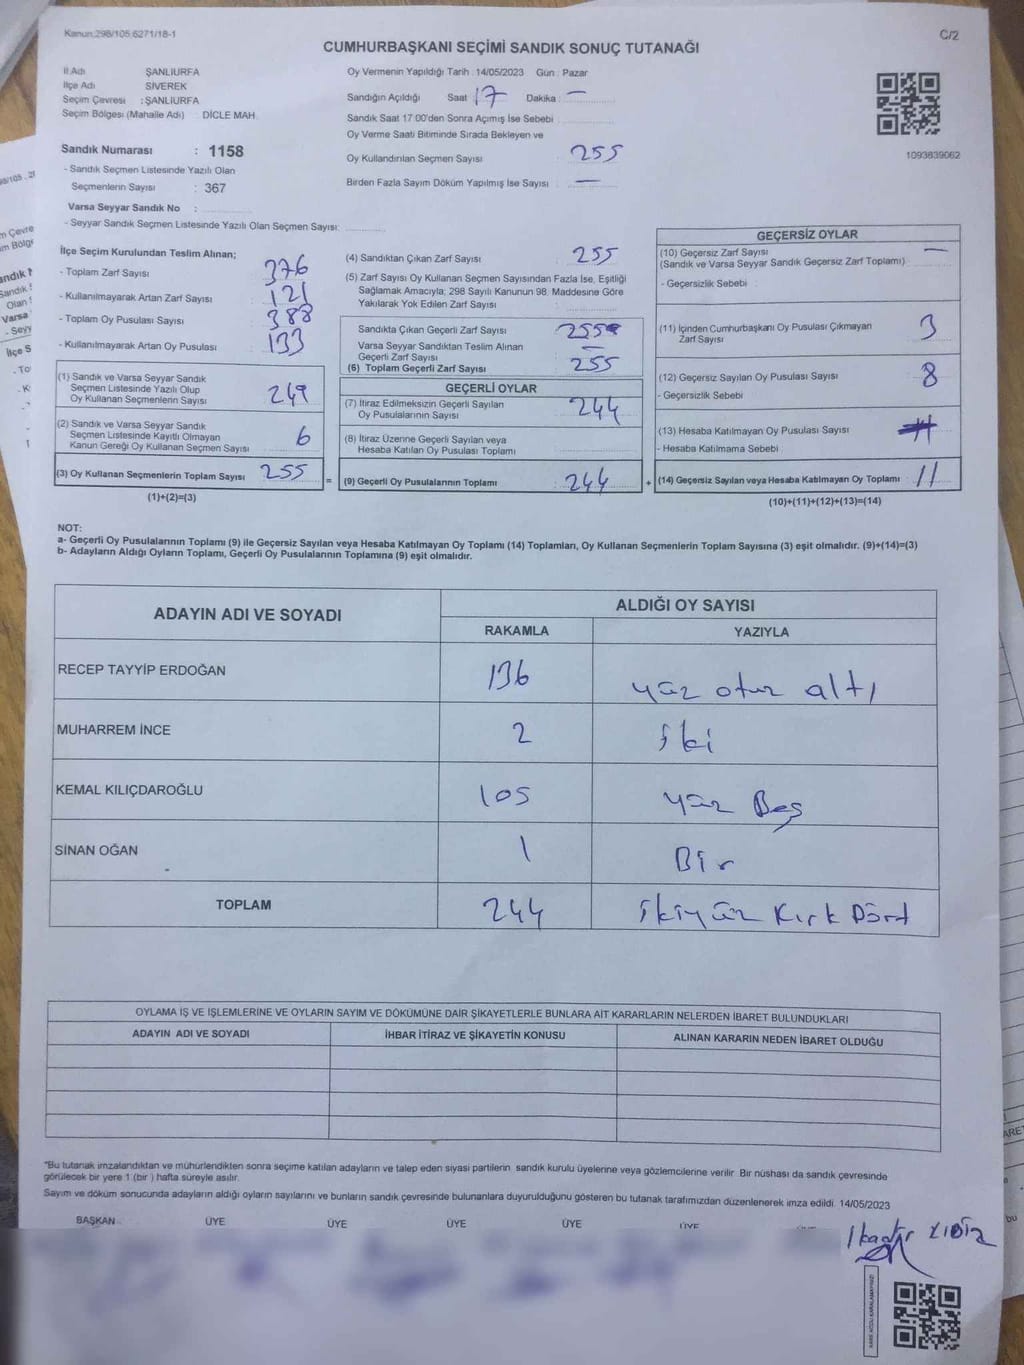 Kanun:298/105 6271/18-1
C/2
CUMHURBAŞKANI SEÇİMİ SANDIK SONUÇ TUTANAĞI
İl Adı ŞANLIURFA
İlçe Adı SİVEREK
Seçim Çevresi : ŞANLIURFA
Seçim Bölgesi (Mahalle Adı) : DİCLE MAH.
Oy Vermenin Yapıldığı Tarih : 14/05/2023 Gün : Pazar
Sandığın Açıldığı Saat 17 Dakika : —
Sandık Saat 17:00'den Sonra Açımış İse Sebebi :
Oy Verme Saati Bitiminde Sırada Bekleyen ve
Oy Kullandırılan Seçmen Sayısı : 255
Birden Fazla Sayım Döküm Yapılmış İse Sayısı : —
1093839062
Sandık Numarası : 1158
- Sandık Seçmen Listesinde Yazılı Olan
Seçmenlerin Sayısı : 367
Varsa Seyyar Sandık No :
- Seyyar Sandık Seçmen Listesinde Yazılı Olan Seçmen Sayısı:
İlçe Seçim Kurulundan Teslim Alınan;
- Toplam Zarf Sayısı : 376
- Kullanılmayarak Artan Zarf Sayısı : 121
- Toplam Oy Pusulası Sayısı : 388
- Kullanılmayarak Artan Oy Pusulası : 133
(1) Sandık ve Varsa Seyyar Sandık
Seçmen Listesinde Yazılı Olup
Oy Kullanan Seçmenlerin Sayısı 249
(2) Sandık ve Varsa Seyyar Sandık
Seçmen Listesinde Kayıtlı Olmayan
Kanun Gereği Oy Kullanan Seçmen Sayısı 6
(3) Oy Kullanan Seçmenlerin Toplam Sayısı 255
(1)+(2)=(3)
(4) Sandıktan Çıkan Zarf Sayısı : 255
(5) Zarf Sayısı Oy Kullanan Seçmen Sayısından Fazla İse, Eşitliği
Sağlamak Amacıyla; 298 Sayılı Kanunun 98. Maddesine Göre
Yakılarak Yok Edilen Zarf Sayısı :
Sandıkta Çıkan Geçerli Zarf Sayısı 255
Varsa Seyyar Sandıktan Teslim Alınan
Geçerli Zarf Sayısı —
(6) Toplam Geçerli Zarf Sayısı 255
GEÇERLİ OYLAR
(7) İtiraz Edilmeksizin Geçerli Sayılan
Oy Pusulalarının Sayısı : 244
(8) İtiraz Üzerine Geçerli Sayılan veya
Hesaba Katılan Oy Pusulası Toplamı
=
(9) Geçerli Oy Pusulalarının Toplamı : 244
+
GEÇERSİZ OYLAR
(10) Geçersiz Zarf Sayısı —
(Sandık ve Varsa Seyyar Sandık Geçersiz Zarf Toplamı)
- Geçersizlik Sebebi :
(11) İçinden Cumhurbaşkanı Oy Pusulası Çıkmayan
Zarf Sayısı 3
(12) Geçersiz Sayılan Oy Pusulası Sayısı : 8
- Geçersizlik Sebebi
(13) Hesaba Katılmayan Oy Pusulası Sayısı :
- Hesaba Katılmama Sebebi
(14) Geçersiz Sayılan veya Hesaba Katılmayan Oy Toplamı : 11
(10)+(11)+(12)+(13)=(14)
NOT:
a- Geçerli Oy Pusulalarının Toplamı (9) ile Geçersiz Sayılan veya Hesaba Katılmayan Oy Toplamı (14) Toplamları, Oy Kullanan Seçmenlerin Toplam Sayısına (3) eşit olmalıdır. (9)+(14)=(3)
b- Adayların Aldığı Oyların Toplamı, Geçerli Oy Pusulalarının Toplamına (9) eşit olmalıdır.
ADAYIN ADI VE SOYADI
ALDIĞI OY SAYISI
RAKAMLA YAZIYLA
RECEP TAYYİP ERDOĞAN 136 yüz otuz altı
MUHARREM İNCE 2 iki
KEMAL KILIÇDAROĞLU 105 yüz Beş
SİNAN OĞAN 1 Bir
TOPLAM 244 ikiyüz Kırk Dört
OYLAMA İŞ VE İŞLEMLERİNE VE OYLARIN SAYIM VE DÖKÜMÜNE DAİR ŞİKAYETLERLE BUNLARA AİT KARARLARIN NELERDEN İBARET BULUNDUKLARI
ADAYIN ADI VE SOYADI İHBAR İTİRAZ VE ŞİKAYETİN KONUSU ALINAN KARARIN NEDEN İBARET OLDUĞU
"Bu tutanak imzalandıktan ve mühürlendikten sonra seçime katılan adayların ve talep eden siyasi partilerin, sandık kurulu üyelerine veya gözlemcilerine verilir. Bir nüshası da sandık çevresinde
görülecek bir yere 1 (bir) hafta süreyle asılır.
Sayım ve döküm sonucunda adayların aldığı oyların sayılarını ve bunların sandık çevresinde bulunanlara duyurulduğunu gösteren bu tutanak tarafımızdan düzenlenerek imza edildi. 14/05/2023
BAŞKAN ÜYE ÜYE ÜYE ÜYE ÜYE